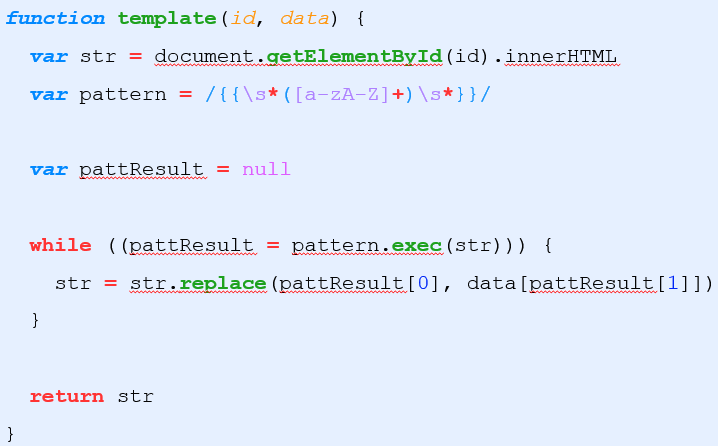 function template(id, data) {
  var str = document.getElementById(id).innerHTML
  var pattern = /{{\s*([a-zA-Z]+)\s*}}/
  var pattResult = null
  while ((pattResult = pattern.exec(str))) {
    str = str.replace(pattResult[0], data[pattResult[1]])
  }
  return str
}